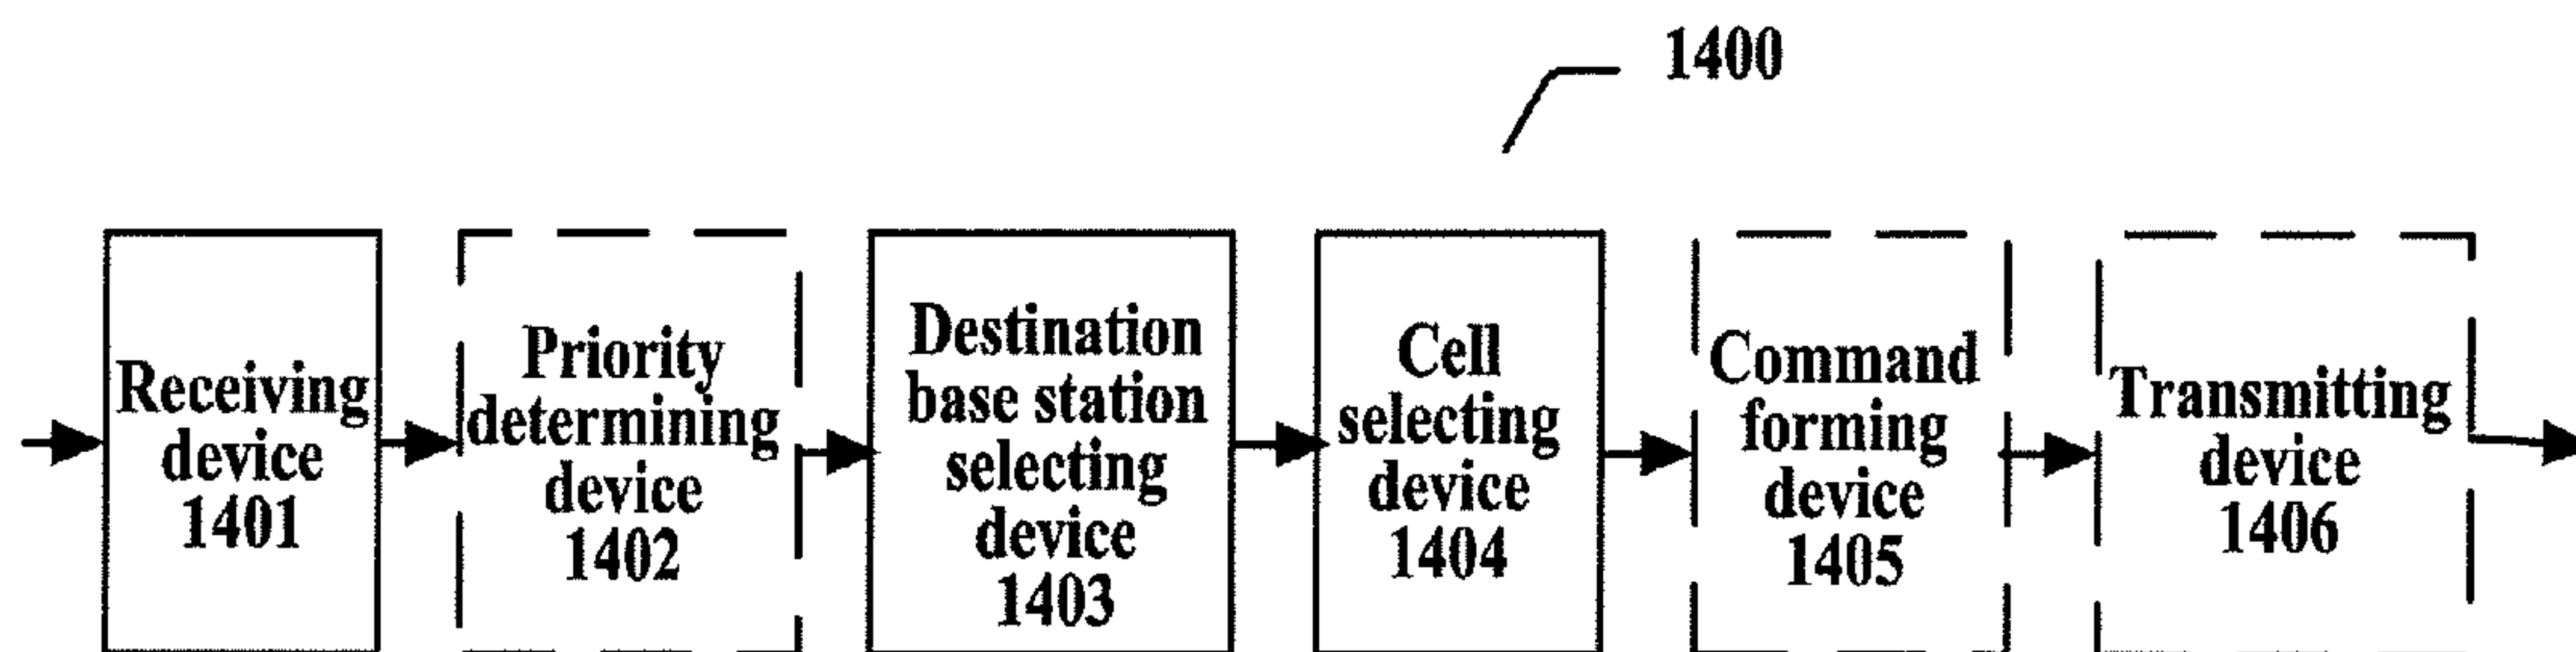 1400
Receiving
device
1401
Priority
determining
device
1402
Destination
base station
selecting
device
1403
Cell
selecting
device
1404
Command
forming
device
1405
Transmitting
device
1406